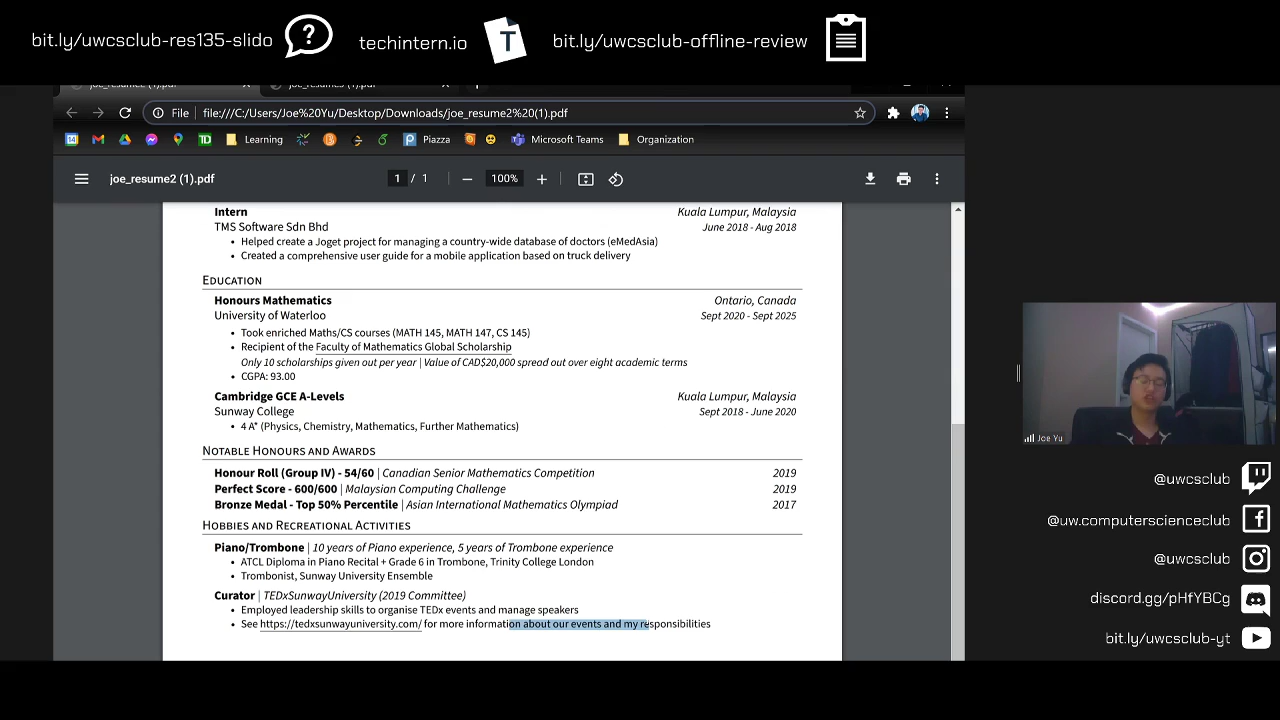 bit.ly/uwcsclub-res135-slido
techintern.io
T
bit.ly/uwcsclub-offline-review
File
file:///C:/Users/Joe%20Yu/Desktop/Downloads/joe_resume2%20(1).pdf
Learning
Piazza
Microsoft Teams
Organization
joe_resume2 (1).pdf
1 / 1
100%
Intern Kuala Lumpur, Malaysia
TMS Software Sdn Bhd June 2018 - Aug 2018
• Helped create a Joget project for managing a country-wide database of doctors (eMedAsia)
• Created a comprehensive user guide for a mobile application based on truck delivery
EDUCATION
Honours Mathematics Ontario, Canada
University of Waterloo Sept 2020 - Sept 2025
• Took enriched Maths/CS courses (MATH 145, MATH 147, CS 145)
• Recipient of the Faculty of Mathematics Global Scholarship
Only 10 scholarships given out per year | Value of CAD$20,000 spread out over eight academic terms
• CGPA: 93.00
Cambridge GCE A-Levels Kuala Lumpur, Malaysia
Sunway College Sept 2018 - June 2020
• 4 A* (Physics, Chemistry, Mathematics, Further Mathematics)
NOTABLE HONOURS AND AWARDS
Honour Roll (Group IV) - 54/60 | Canadian Senior Mathematics Competition 2019
Perfect Score - 600/600 | Malaysian Computing Challenge 2019
Bronze Medal - Top 50% Percentile | Asian International Mathematics Olympiad 2017
HOBBIES AND RECREATIONAL ACTIVITIES
Piano/Trombone | 10 years of Piano experience, 5 years of Trombone experience
• ATCL Diploma in Piano Recital + Grade 6 in Trombone, Trinity College London
• Trombonist, Sunway University Ensemble
Curator | TEDxSunwayUniversity (2019 Committee)
• Employed leadership skills to organise TEDx events and manage speakers
• See https://tedxsunwayuniversity.com/ for more information about our events and my responsibilities
Joe Yu
@uwcsclub
@uw.computerscienceclub
@uwcsclub
discord.gg/pHfYBCg
bit.ly/uwcsclub-yt